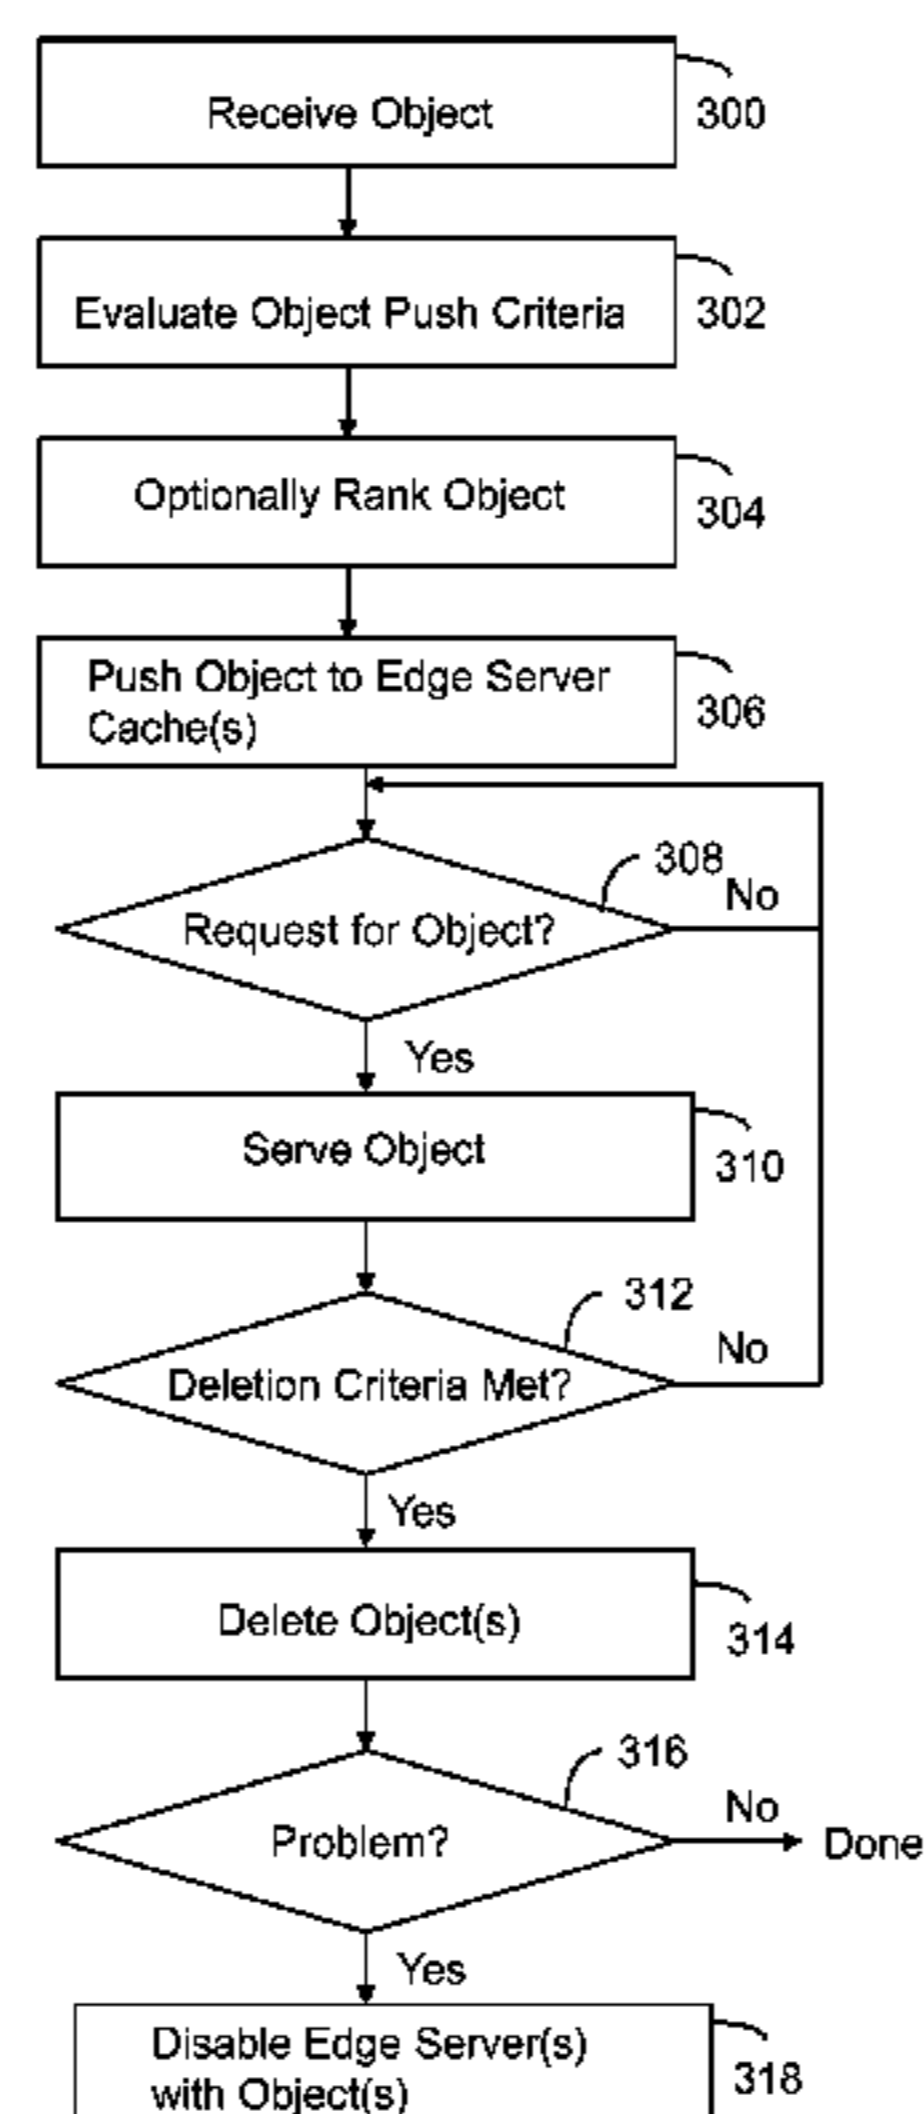 Receive Object
300
Evaluate Object Push Criteria
302
Optionally Rank Object
304
Push Object to Edge Server
Cache(s)
306
308
No
Request for Object?
Yes
Serve Object
310
312
No
Deletion Criteria Met?
Yes
Delete Object(s)
314
316
No
Problem?
Done
Yes
Disable Edge Server(s)
with Object(s)
318